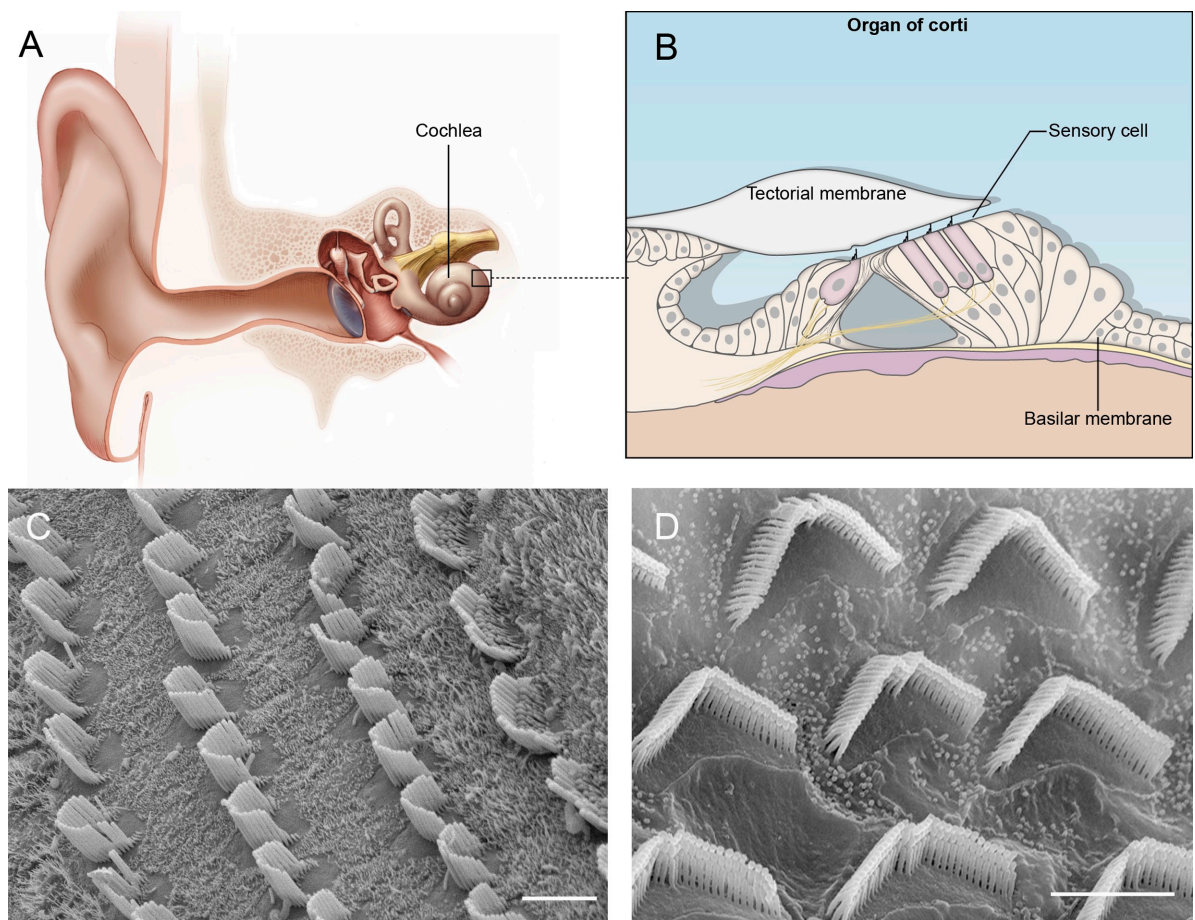 A
Cochlea
B
Organ of corti
Sensory cell
Tectorial membrane
Basilar membrane
C
D